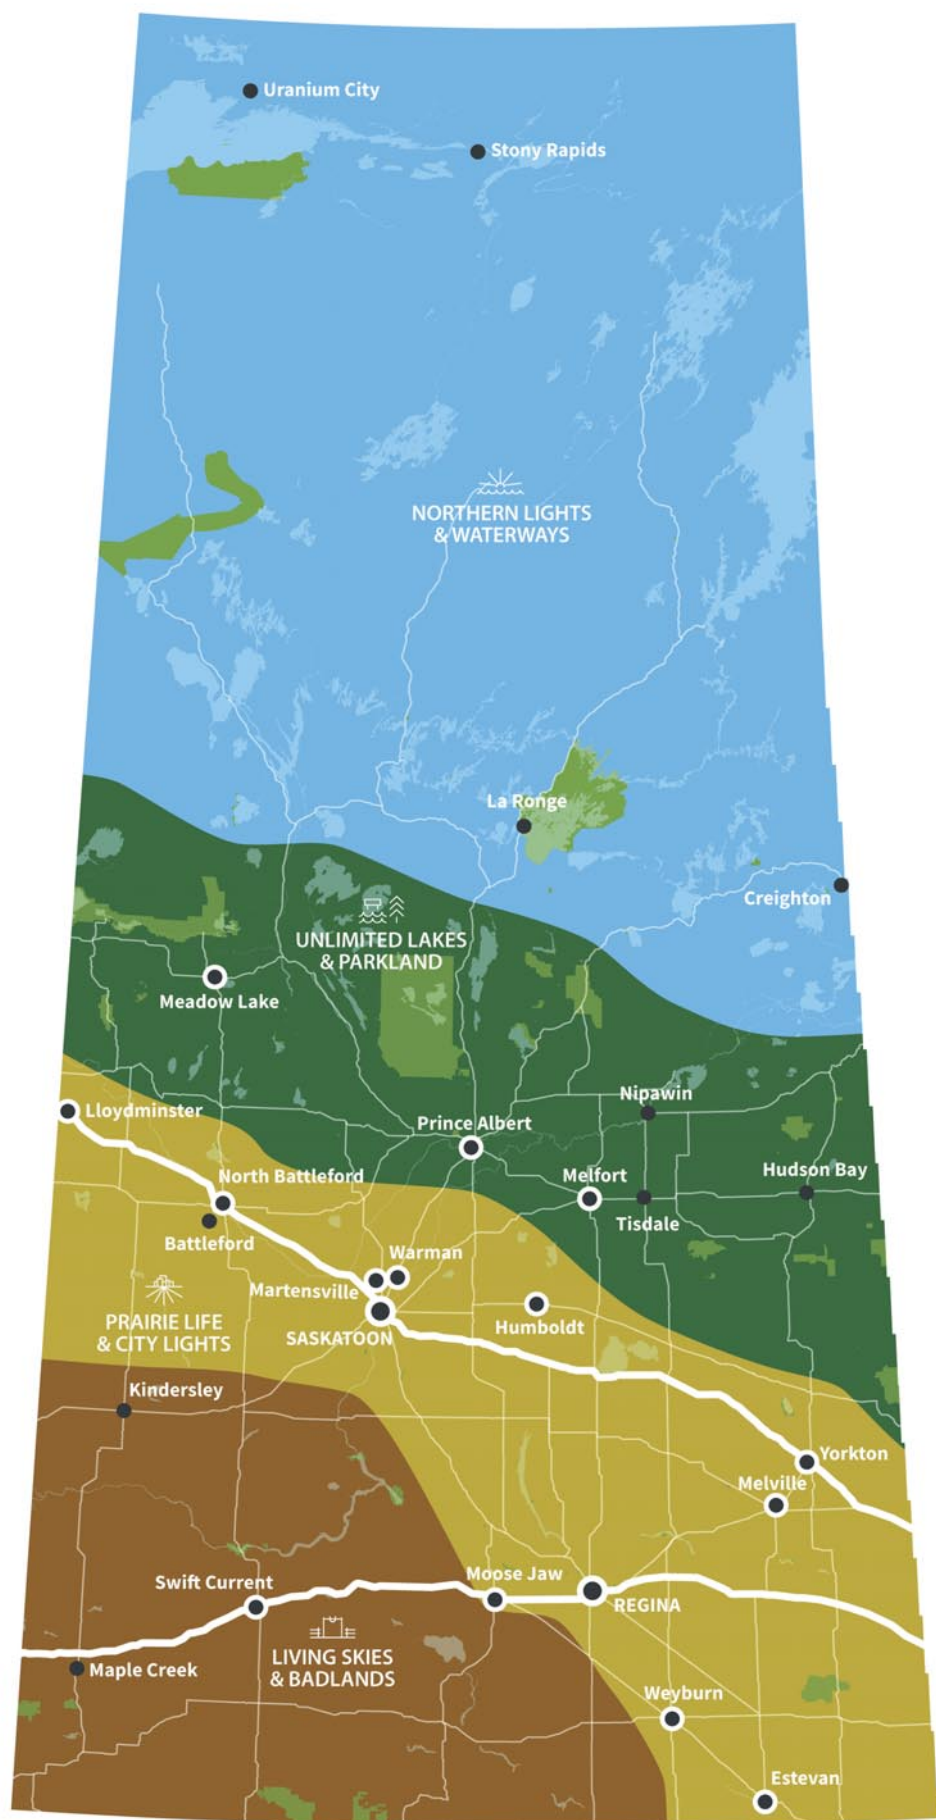 Uranium City
Stony Rapids
NORTHERN LIGHTS
& WATERWAYS
La Ronge
Creighton
UNLIMITED LAKES
& PARKLAND
Meadow Lake
Nipawin
Lloydminster
Prince Albert
North Battleford
Melfort
Hudson Bay
Tisdale
Battleford
Warman
Martensville
PRAIRIE LIFE
& CITY LIGHTS
SASKATOON
Humboldt
Kindersley
Yorkton
Melville
Swift Current
Moose Jaw
REGINA
LIVING SKIES
& BADLANDS
Maple Creek
Weyburn
Estevan